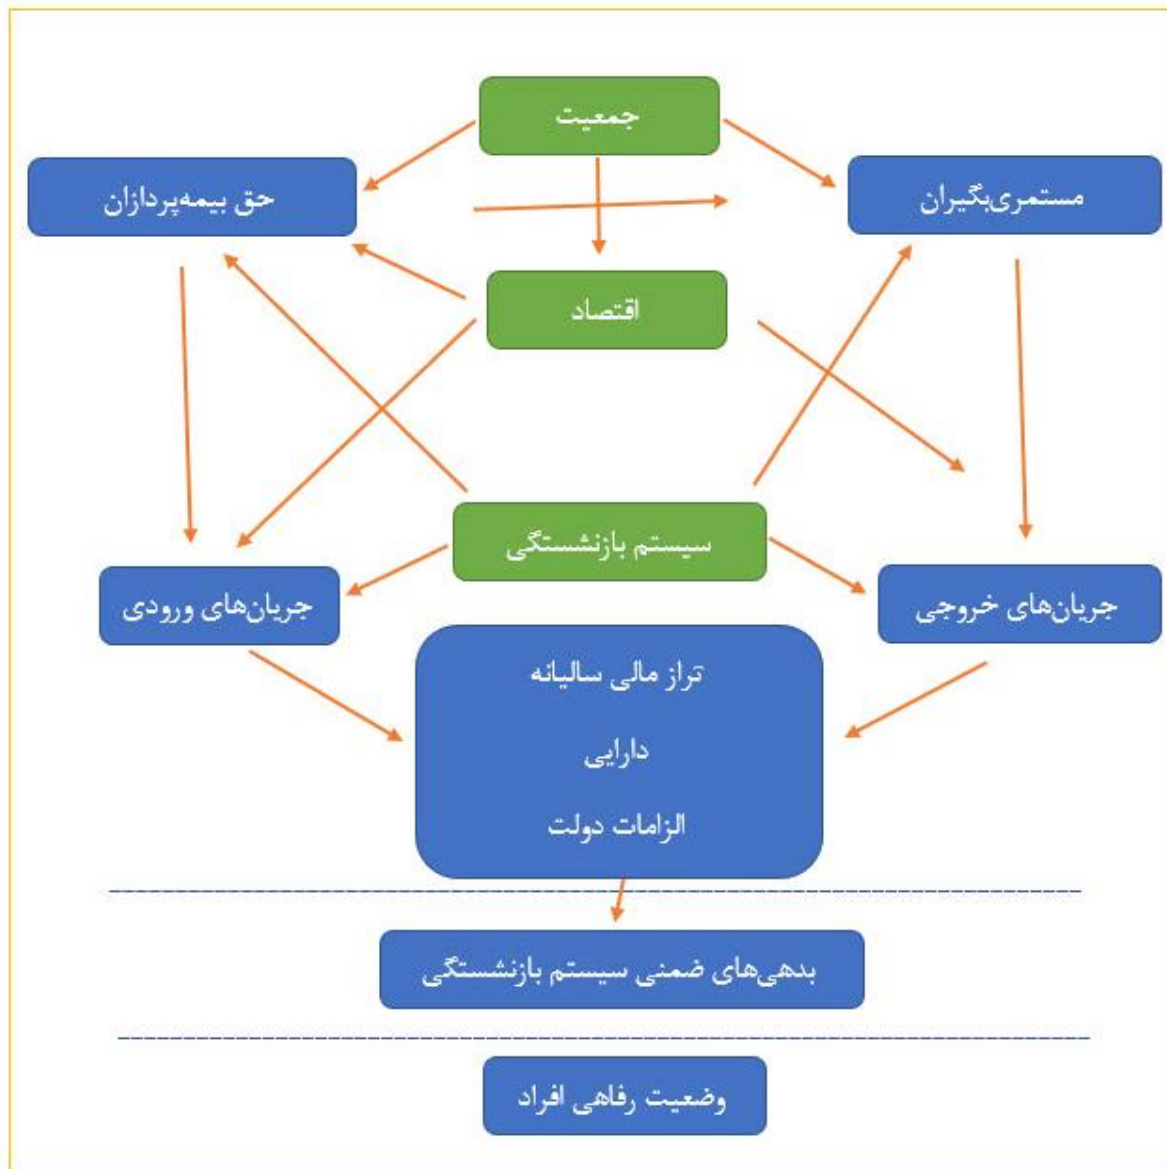 جمعیت
مستمری‌بگیران
حق بیمه‌پردازان
اقتصاد
سیستم بازنشستگی
جریان‌های خروجی
جریان‌های ورودی
تراز مالی سالیانه
دارایی
الزامات دولت
بدهی‌های ضمنی سیستم بازنشستگی
وضعیت رفاهی افراد